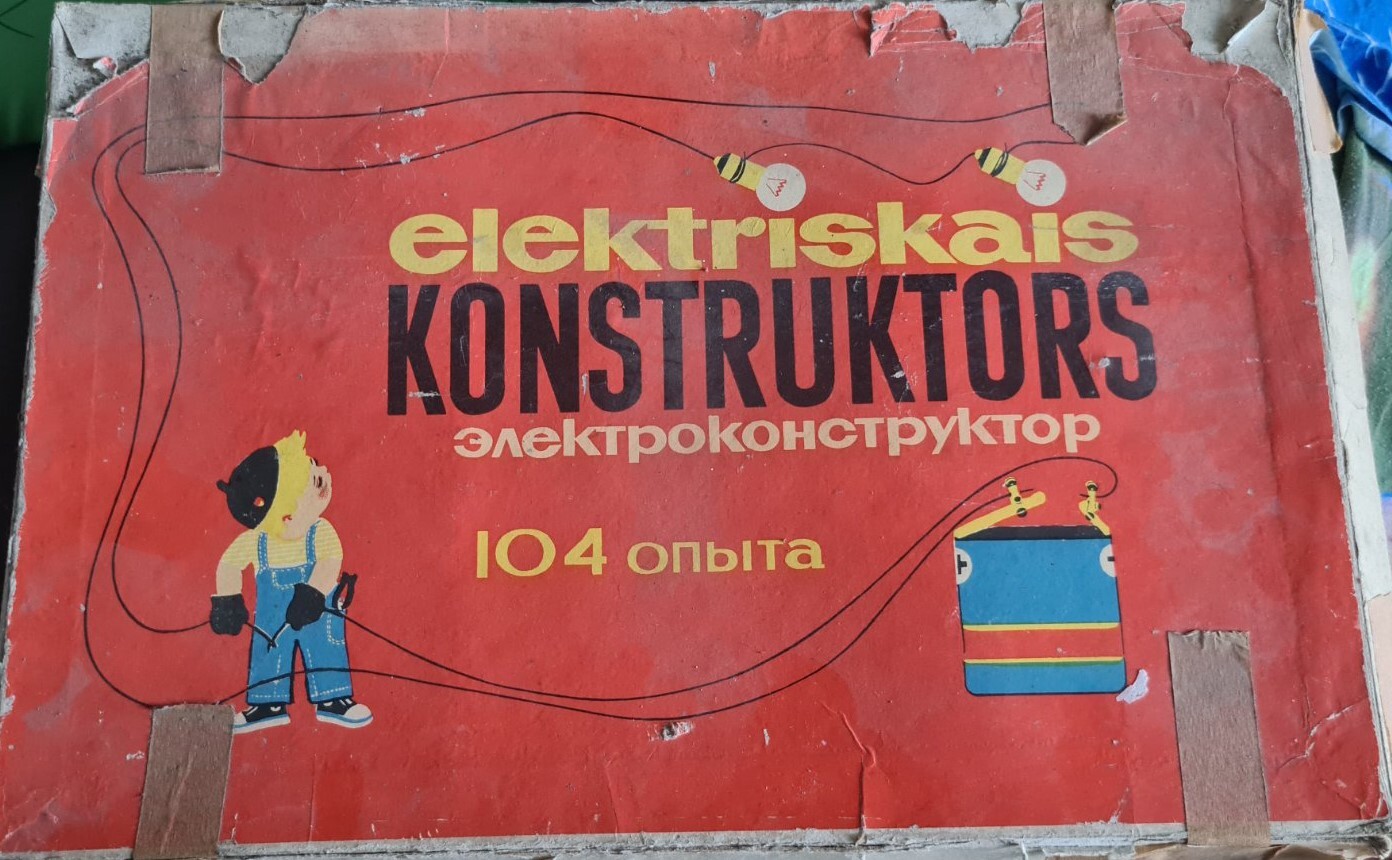 elektriskais
KONSTRUKTORS
электроконструктор
104 опыта